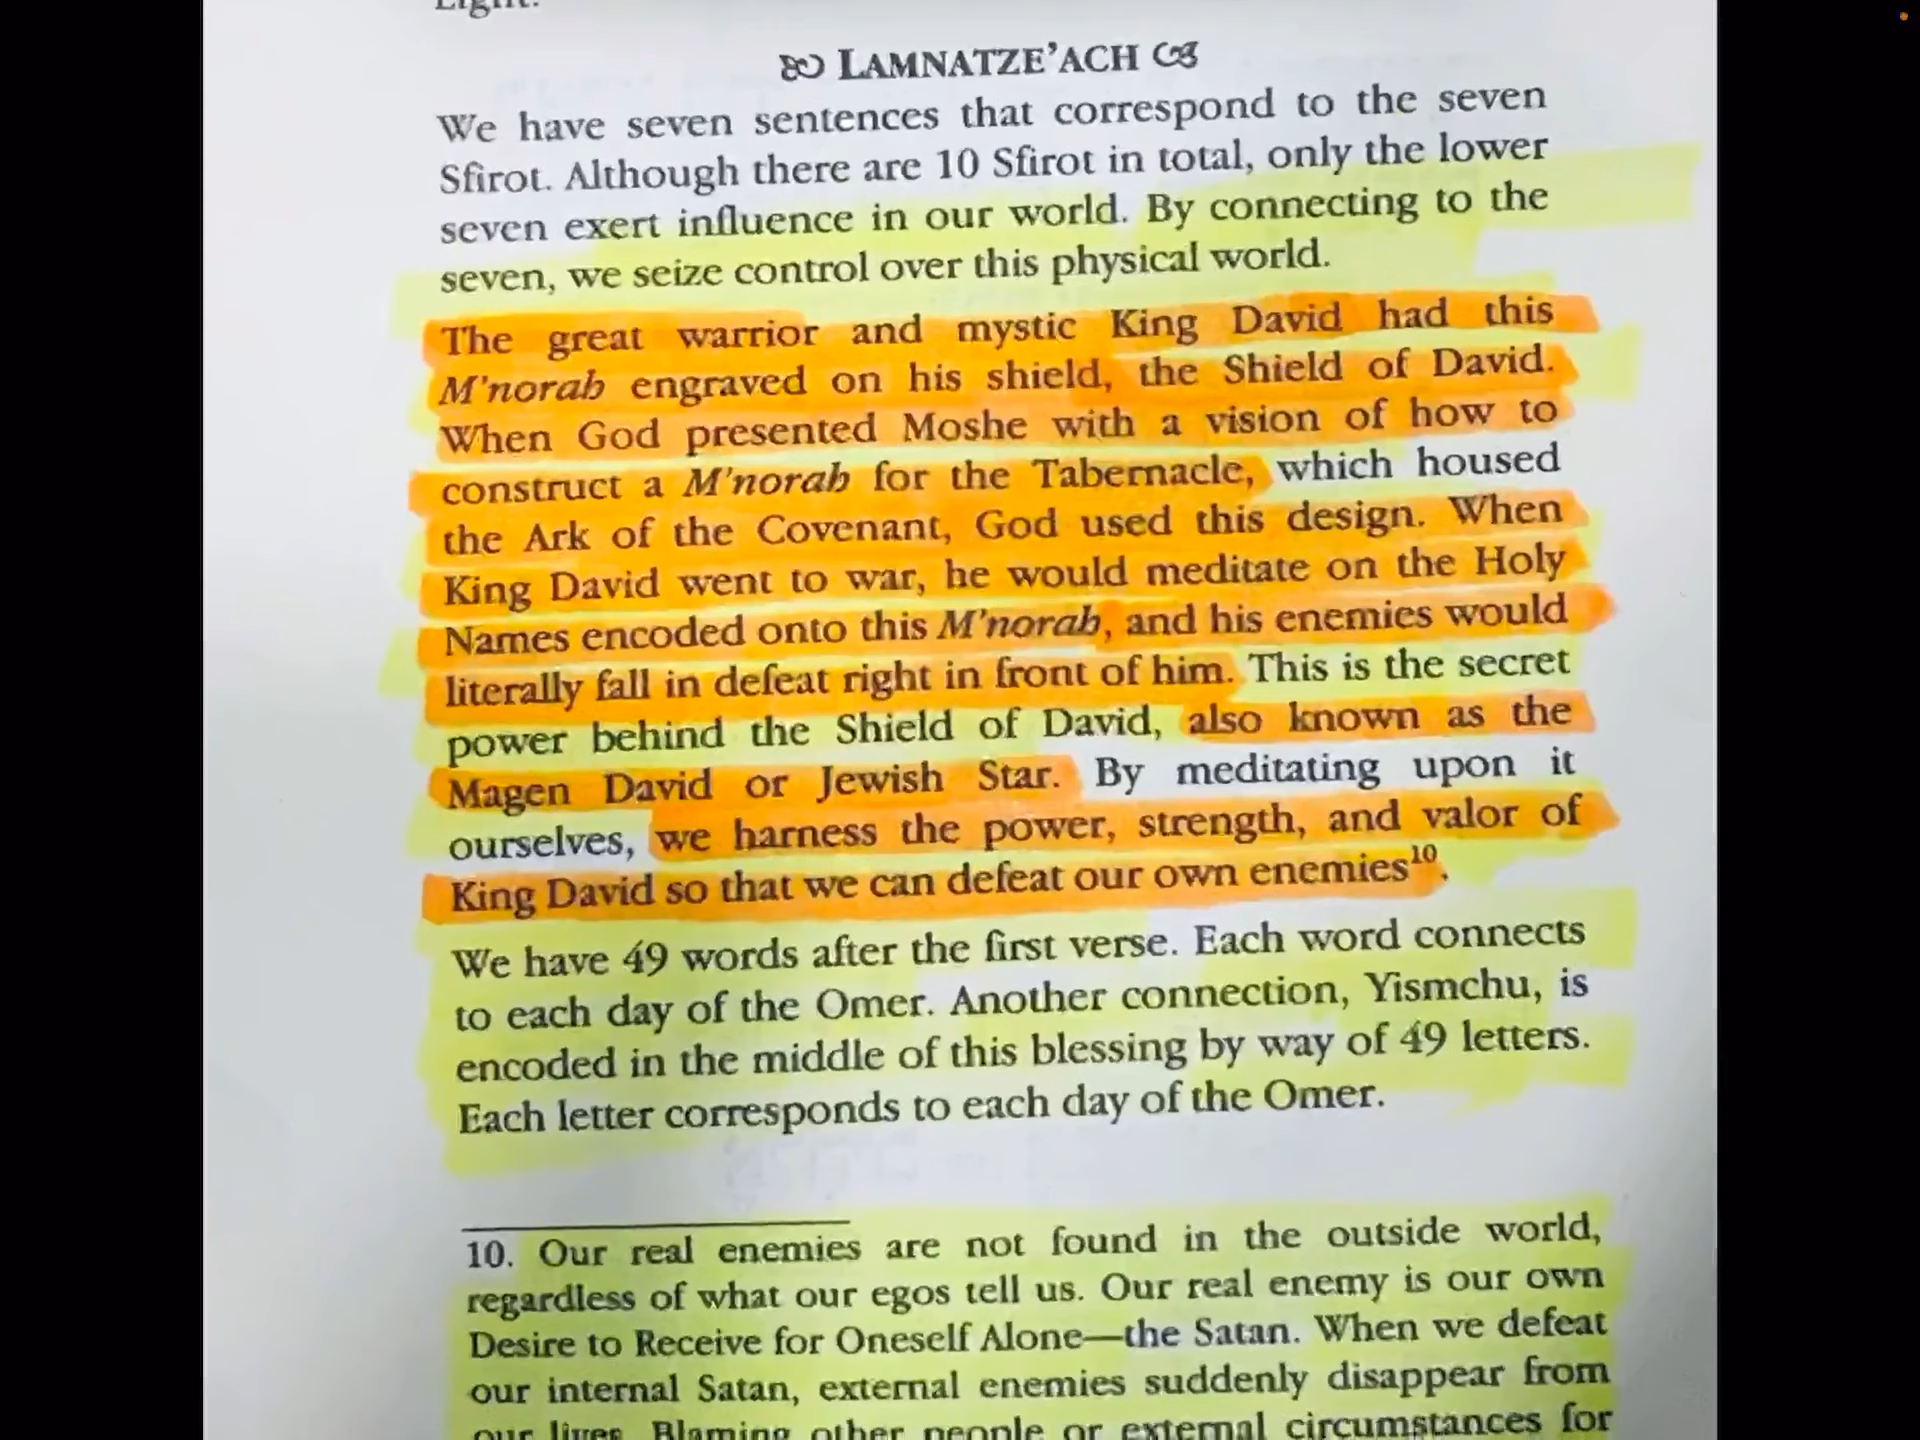 Light.
LAMNATZE'ACH
We have seven sentences that correspond to the seven
Sfirot. Although there are 10 Sfirot in total, only the lower
seven exert influence in our world. By connecting to the
seven, we seize control over this physical world.
The great warrior and mystic King David had this
M'norah engraved on his shield, the Shield of David.
When God presented Moshe with a vision of how to
construct a M'norah for the Tabernacle, which housed
the Ark of the Covenant, God used this design. When
King David went to war, he would meditate on the Holy
Names encoded onto this M'norah, and his enemies would
literally fall in defeat right in front of him. This is the secret
power behind the Shield of David, also known as the
Magen David or Jewish Star. By meditating upon it
ourselves, we harness the power, strength, and valor of
King David so that we can defeat our own enemies¹⁰.
We have 49 words after the first verse. Each word connects
to each day of the Omer. Another connection, Yismchu, is
encoded in the middle of this blessing by way of 49 letters.
Each letter corresponds to each day of the Omer.
10. Our real enemies are not found in the outside world,
regardless of what our egos tell us. Our real enemy is our own
Desire to Receive for Oneself Alone—the Satan. When we defeat
our internal Satan, external enemies suddenly disappear from
our lives. Blaming other people or external circumstances for